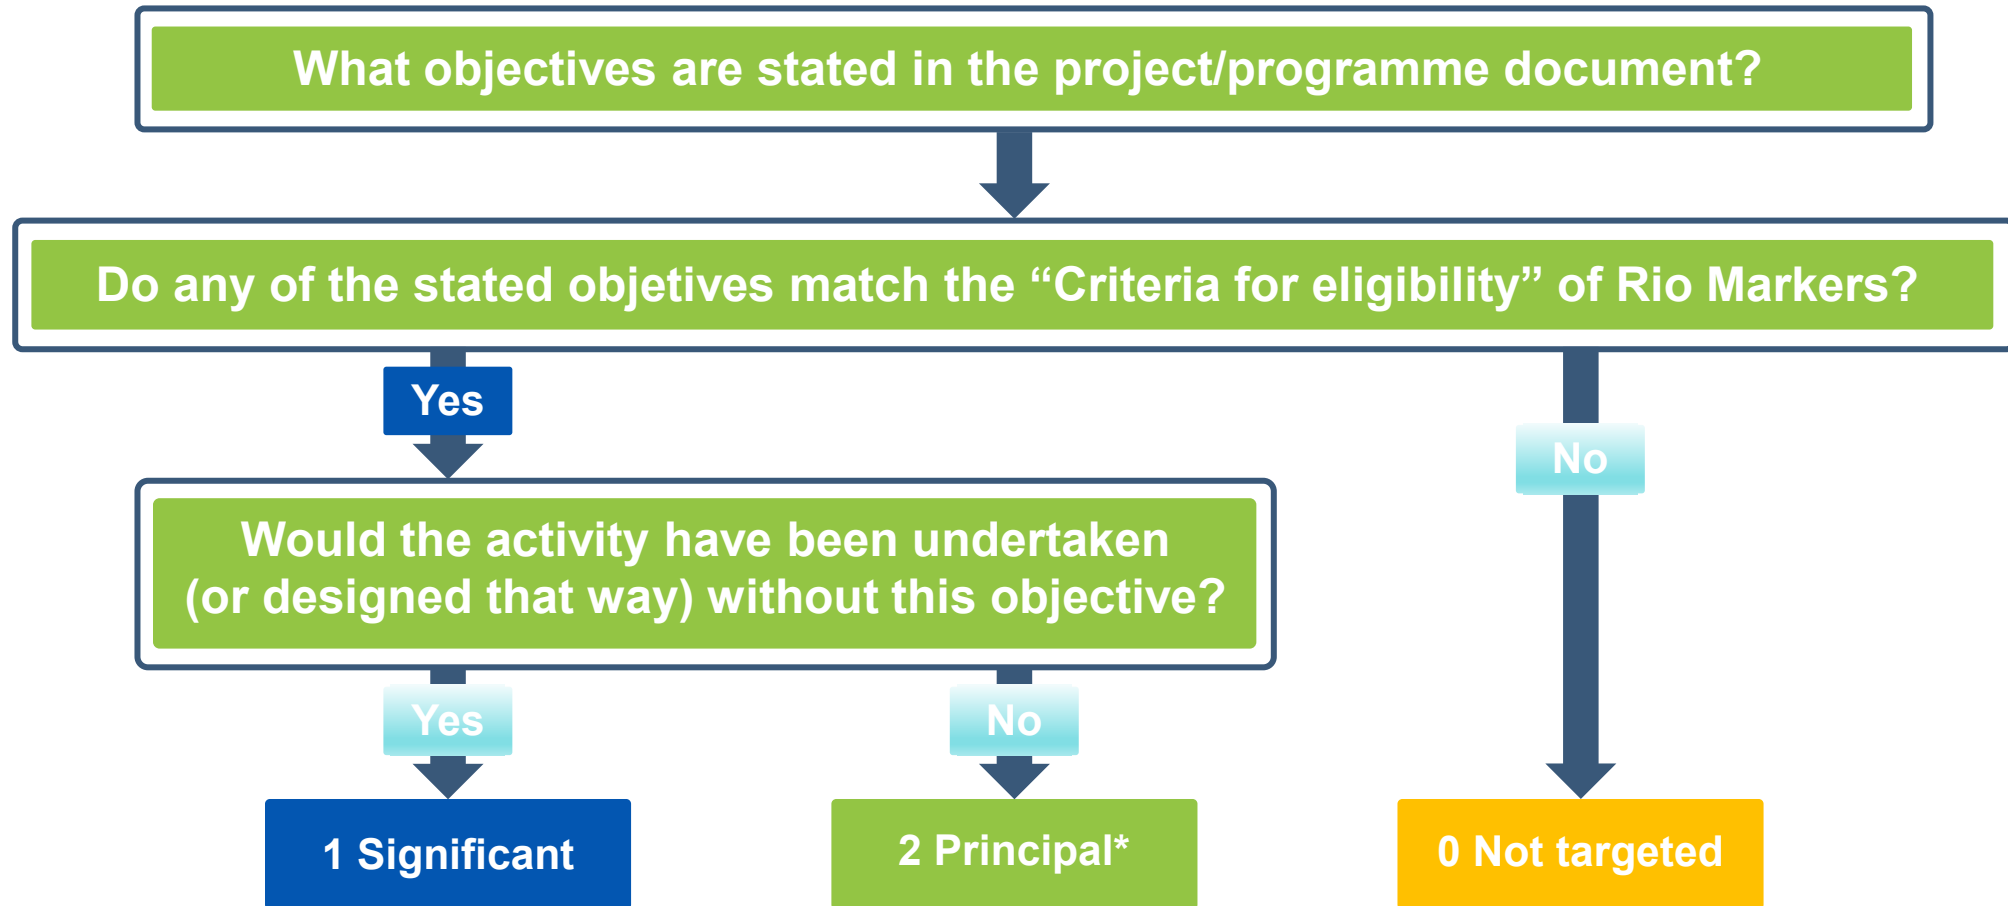 What objectives are stated in the project/programme document?
Do any of the stated objetives match the “Criteria for eligibility” of Rio Markers?
Yes
No
Would the activity have been undertaken
(or designed that way) without this objective?
Yes
No
1 Significant
2 Principal*
0 Not targeted